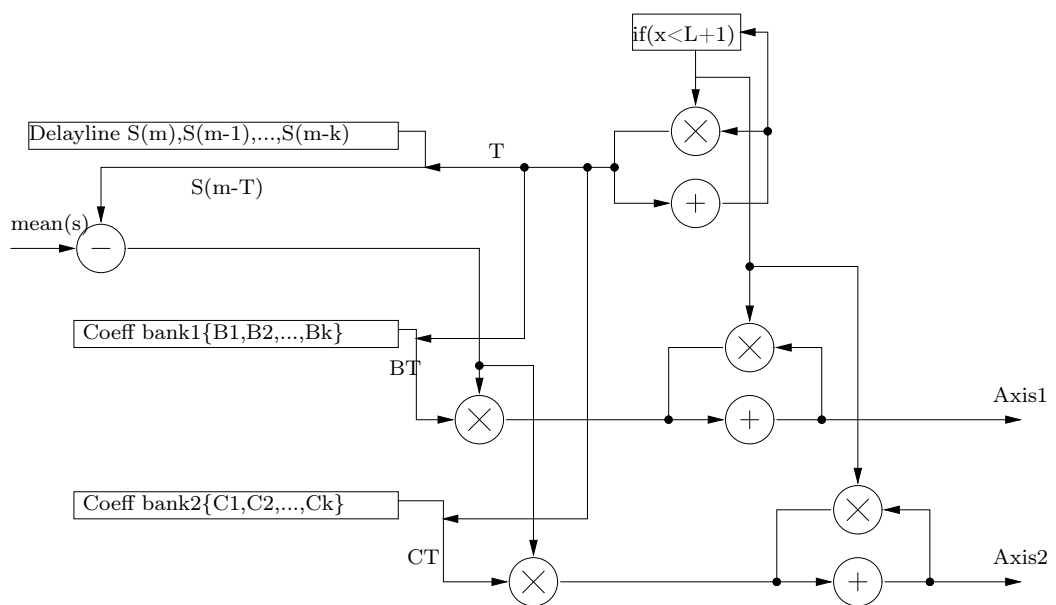 if(x<L+1)
Delayline S(m),S(m-1),...,S(m-k)
T
S(m-T)
mean(s)
−
×
+
Coeff bank1{B1,B2,...,Bk}
×
BT
Axis1
×
+
Coeff bank2{C1,C2,...,Ck}
×
CT
Axis2
×
+